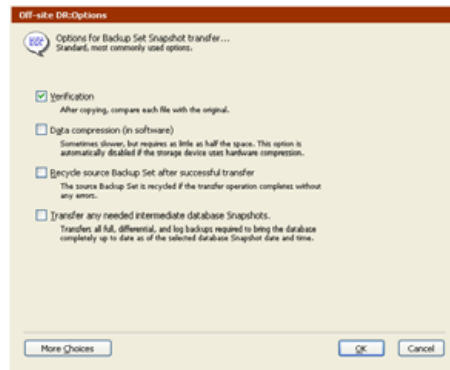 Off-site DR:Options
Options for Backup Set Snapshot transfer...
Standard, most commonly used options.
Verification
After copying, compare each file with the original.
Data compression (in software)
Sometimes slower, but requires as little as half the space. This option is
automatically disabled if the storage device uses hardware compression.
Recycle source Backup Set after successful transfer
The source Backup Set is recycled if the transfer operation completes without
any errors.
Transfer any needed intermediate database Snapshots.
Transfers all full, differential, and log backups required to bring the database
completely up to date as of the selected database Snapshot date and time.
More Choices
OK
Cancel